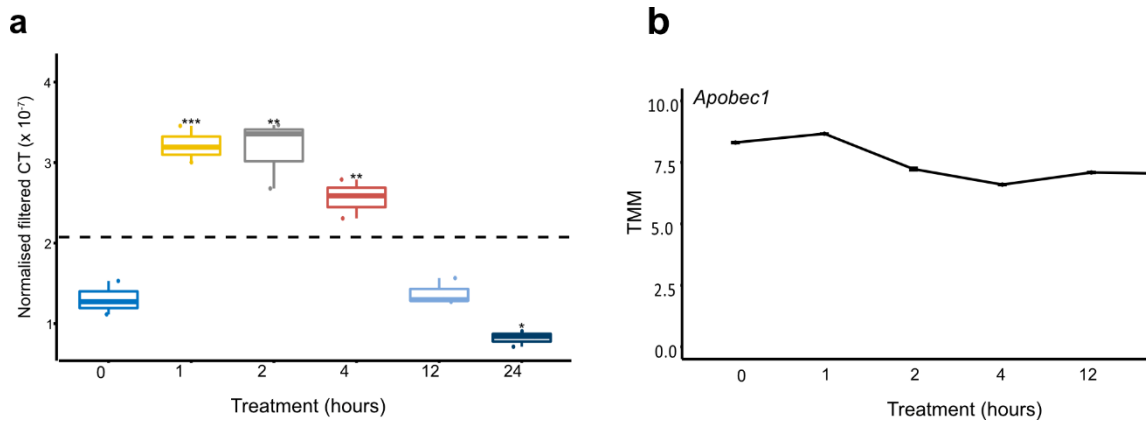 a
Normalised filtered CT (x 10-7)
4
3
2
1
***
**
**
*
0 1 2 4 12 24
Treatment (hours)
b
Apobec1
TMM
10.0
7.5
5.0
2.5
0.0
0 1 2 4 12
Treatment (hours)